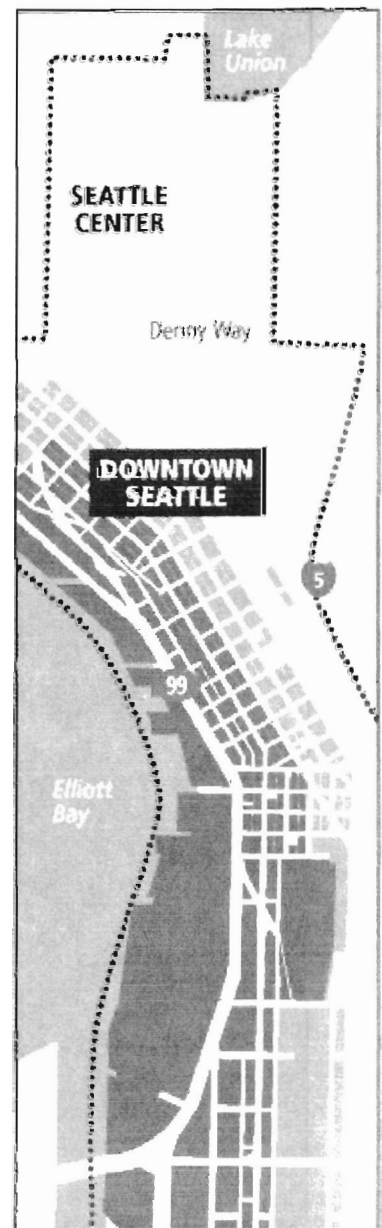 Lake
Union
SEATTLE
CENTER
Denny Way
DOWNTOWN
SEATTLE
5
99
Elliott
Bay